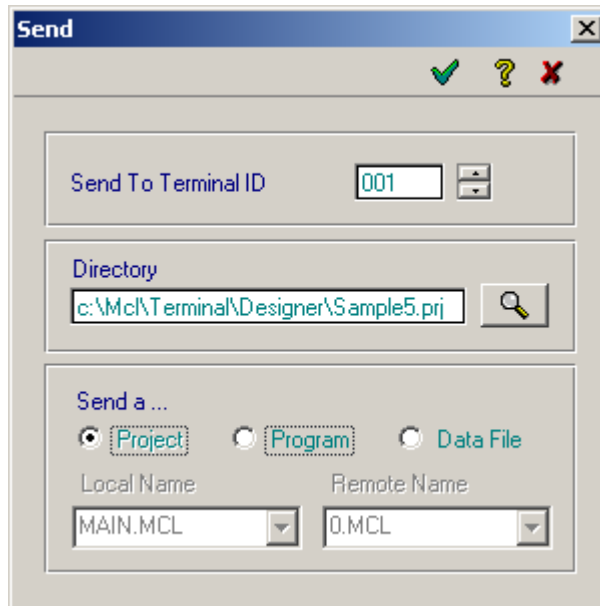 Send
Send To Terminal ID 001
Directory
c:\Mcl\Terminal\Designer\Sample5.prj
Send a ...
Project Program Data File
Local Name Remote Name
MAIN.MCL 0.MCL